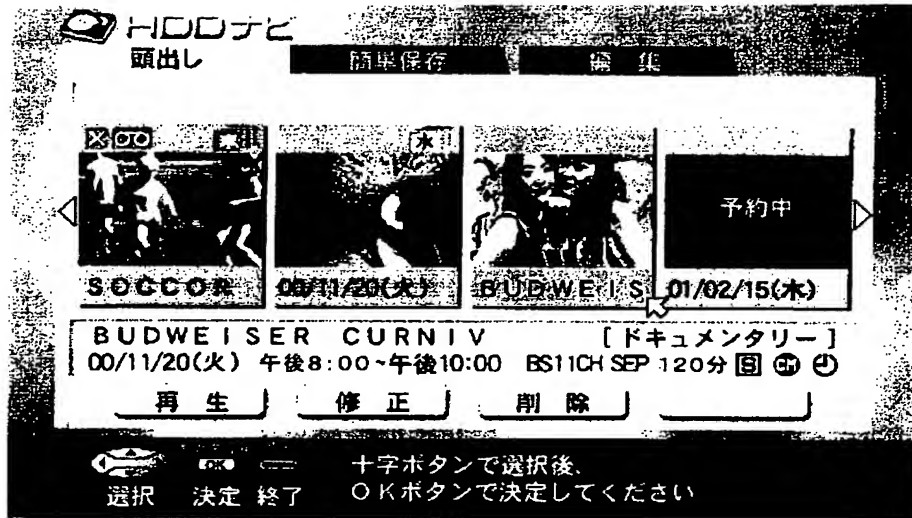 HDDナビ
頭出し 簡単保存 編 集
水
予約中
SOCCOR 00/11/20(火) BUDWEIS 01/02/15(木)
BUDWEISER CURNIV [ドキュメンタリー]
00/11/20(火) 午後8:00~午後10:00 BS11CH SEP 120分 S CM
再 生 修 正 削 除
OK
選択 決定 終了
十字ボタンで選択後、
OKボタンで決定してください